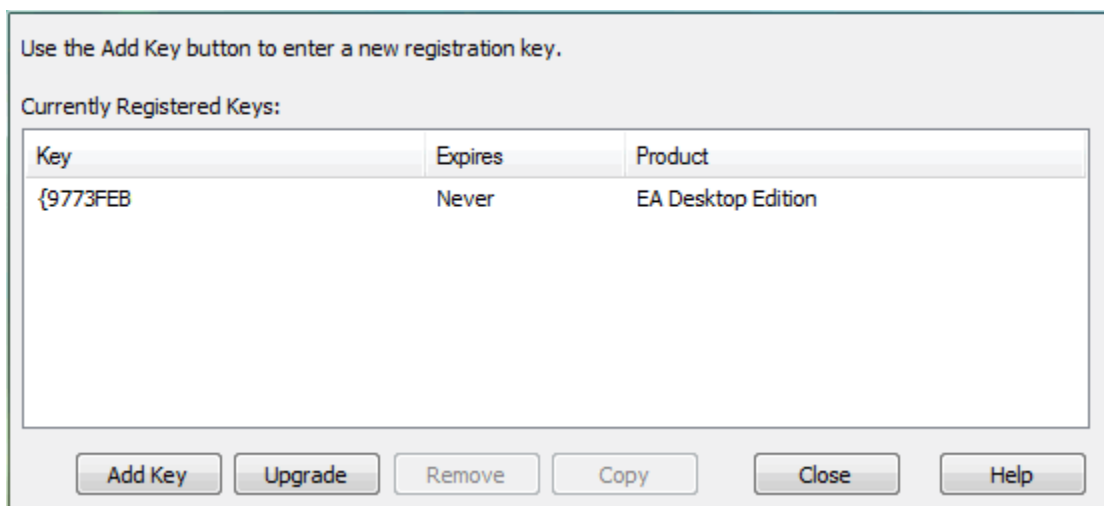 Use the Add Key button to enter a new registration key.
Currently Registered Keys:
Key Expires Product
{9773FEB Never EA Desktop Edition
Add Key Upgrade Remove Copy Close Help